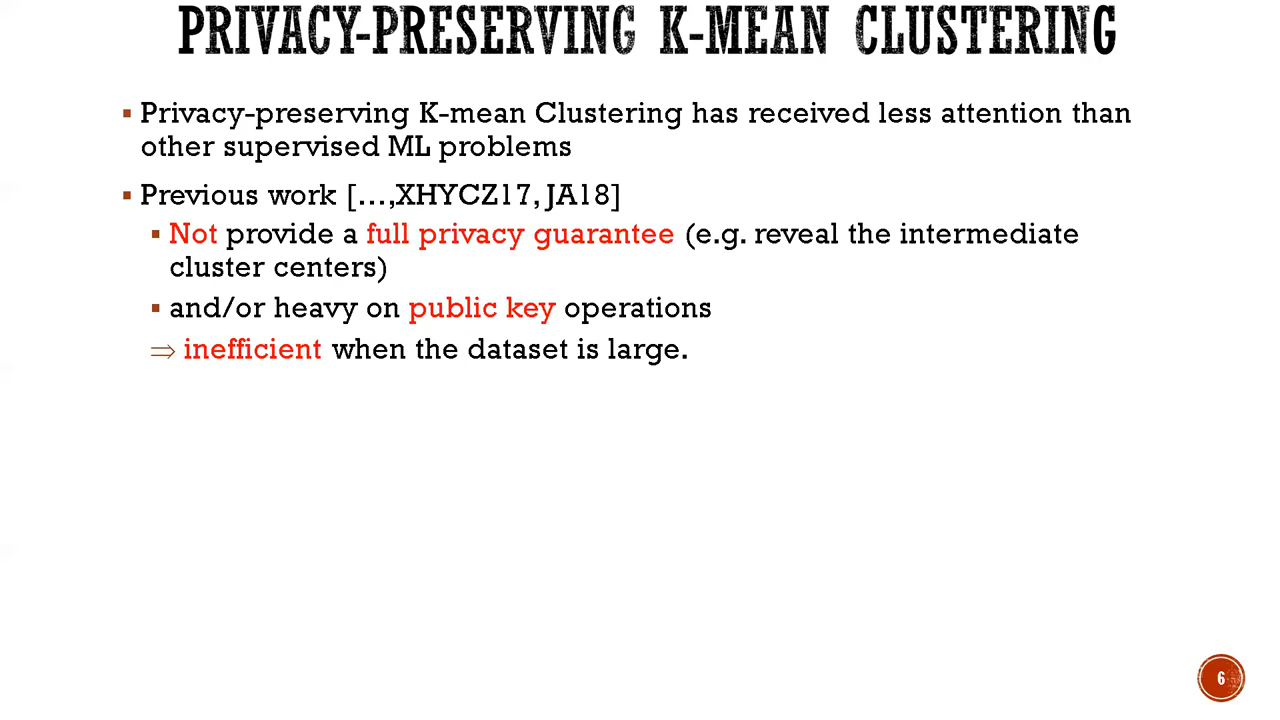 PRIVACY-PRESERVING K-MEAN CLUSTERING
▪ Privacy-preserving K-mean Clustering has received less attention than
other supervised ML problems
▪ Previous work [...,XHYCZ17, JA18]
▪ Not provide a full privacy guarantee (e.g. reveal the intermediate
cluster centers)
▪ and/or heavy on public key operations
⇒ inefficient when the dataset is large.
6